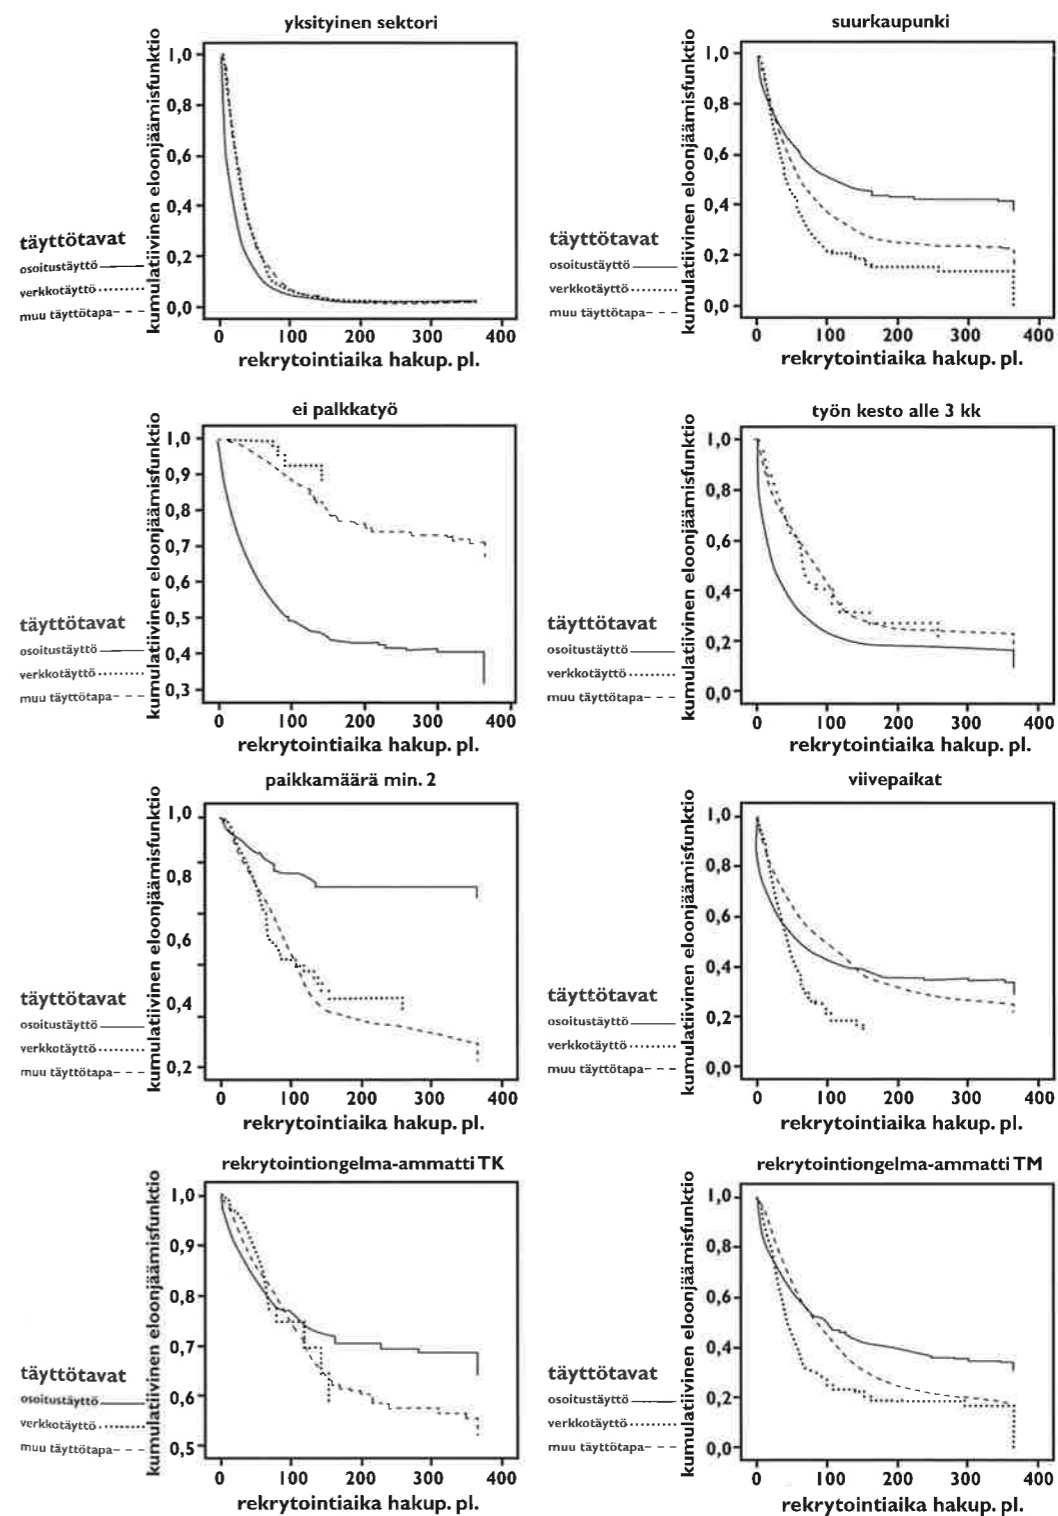 yksityinen sektori
kumulatiivinen eloonjäämisfunktio
1,0
0,8
0,6
0,4
0,2
0,0
täyttötavat
osoitustäyttö
verkkotäyttö
muu täyttötapa
0 100 200 300 400
rekrytointiaika hakup. pl.
suurkaupunki
kumulatiivinen eloonjäämisfunktio
1,0
0,8
0,6
0,4
0,2
0,0
täyttötavat
osoitustäyttö
verkkotäyttö
muu täyttötapa
0 100 200 300 400
rekrytointiaika hakup. pl.
ei palkkatyö
kumulatiivinen eloonjäämisfunktio
1,0
0,9
0,8
0,7
0,6
0,5
0,4
0,3
täyttötavat
osoitustäyttö
verkkotäyttö
muu täyttötapa
0 100 200 300 400
rekrytointiaika hakup. pl.
työn kesto alle 3 kk
kumulatiivinen eloonjäämisfunktio
1,0
0,8
0,6
0,4
0,2
0,0
täyttötavat
osoitustäyttö
verkkotäyttö
muu täyttötapa
0 100 200 300 400
rekrytointiaika hakup. pl.
paikkamäärä min. 2
kumulatiivinen eloonjäämisfunktio
1,0
0,8
0,6
0,4
0,2
täyttötavat
osoitustäyttö
verkkotäyttö
muu täyttötapa
0 100 200 300 400
rekrytointiaika hakup. pl.
viivepaikat
kumulatiivinen eloonjäämisfunktio
1,0
0,8
0,6
0,4
0,2
0,0
täyttötavat
osoitustäyttö
verkkotäyttö
muu täyttötapa
0 100 200 300 400
rekrytointiaika hakup. pl.
rekrytointiongelma-ammatti TK
kumulatiivinen eloonjäämisfunktio
1,0
0,9
0,8
0,7
0,6
0,5
täyttötavat
osoitustäyttö
verkkotäyttö
muu täyttötapa
0 100 200 300 400
rekrytointiaika hakup. pl.
rekrytointiongelma-ammatti TM
kumulatiivinen eloonjäämisfunktio
1,0
0,8
0,6
0,4
0,2
0,0
täyttötavat
osoitustäyttö
verkkotäyttö
muu täyttötapa
0 100 200 300 400
rekrytointiaika hakup. pl.